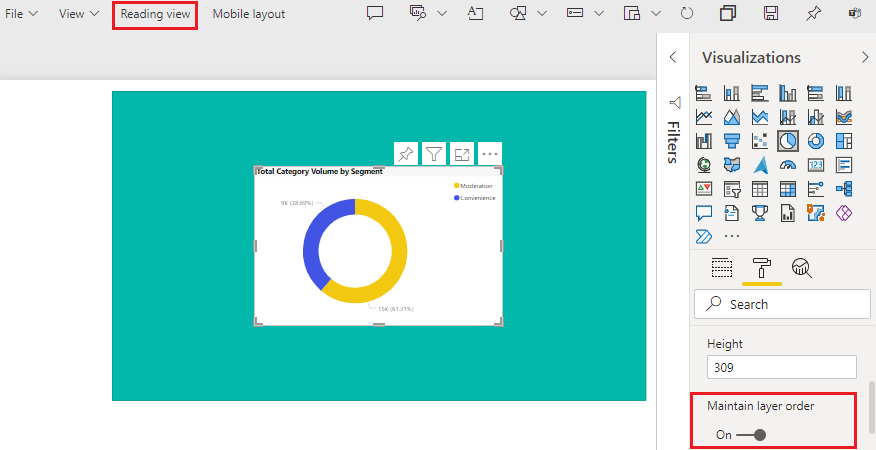 File View Reading view Mobile layout
Visualizations
Filters
Total Category Volume by Segment
Moderation
Convenience
9K (38.69%)
15K (61.31%)
123
Search
Height
309
Maintain layer order
On